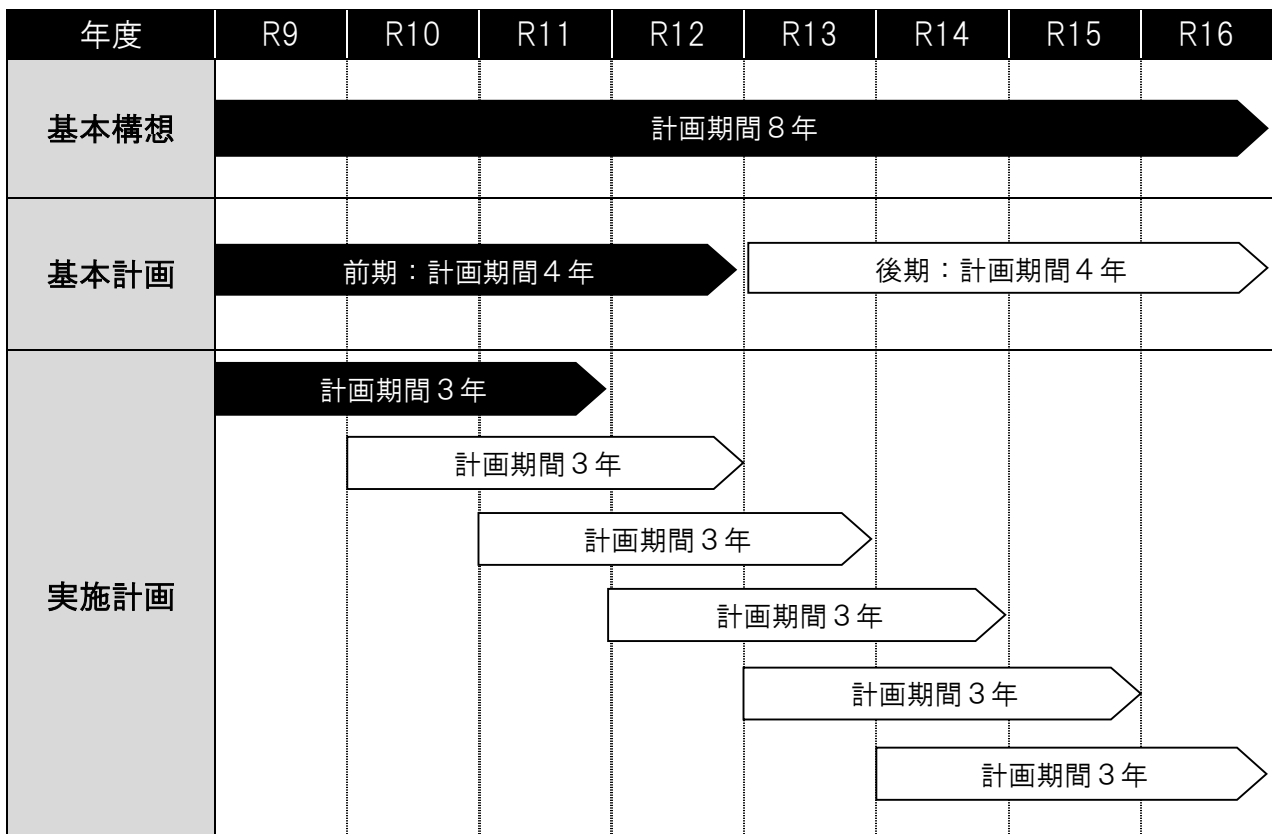 年度 R9 R10 R11 R12 R13 R14 R15 R16
基本構想 計画期間８年
基本計画 前期：計画期間４年 後期：計画期間４年
計画期間３年
計画期間３年
計画期間３年
実施計画
計画期間３年
計画期間３年
計画期間３年